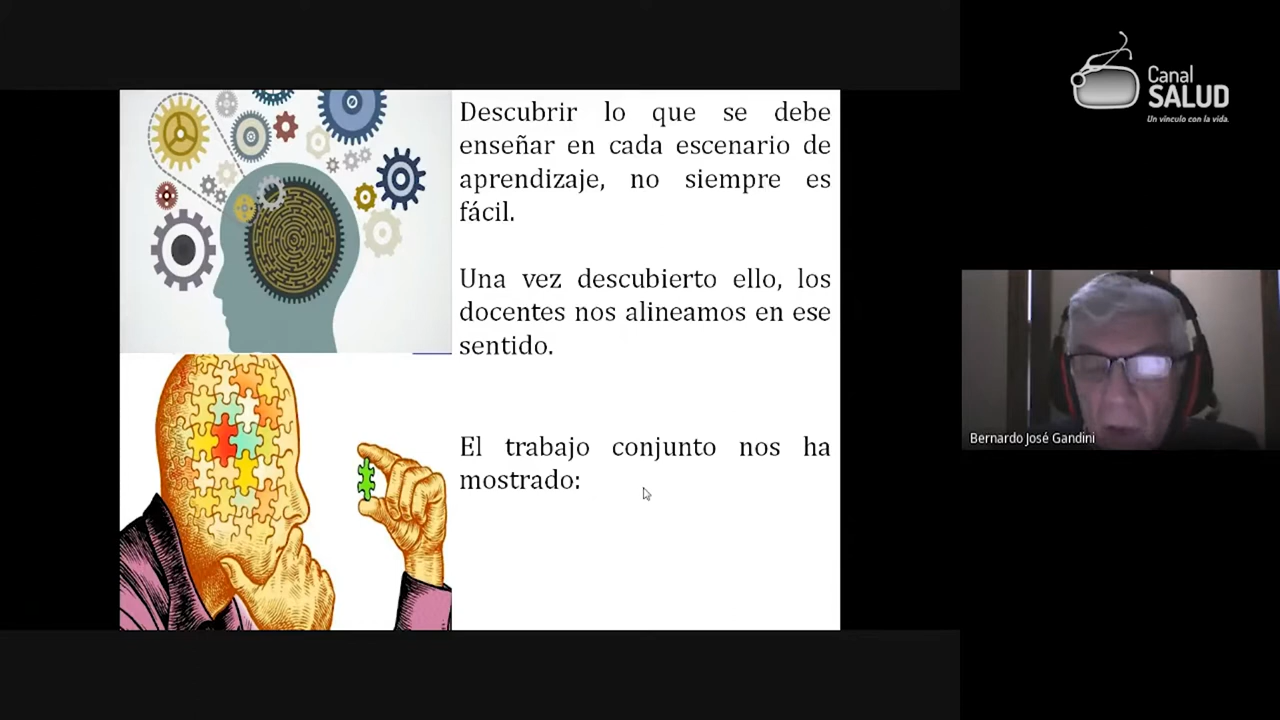 Descubrir lo que se debe
enseñar en cada escenario de
aprendizaje, no siempre es
fácil.
Una vez descubierto ello, los
docentes nos alineamos en ese
sentido.
El trabajo conjunto nos ha
mostrado:
Canal
SALUD
Un vínculo con la vida.
Bernardo José Gandini